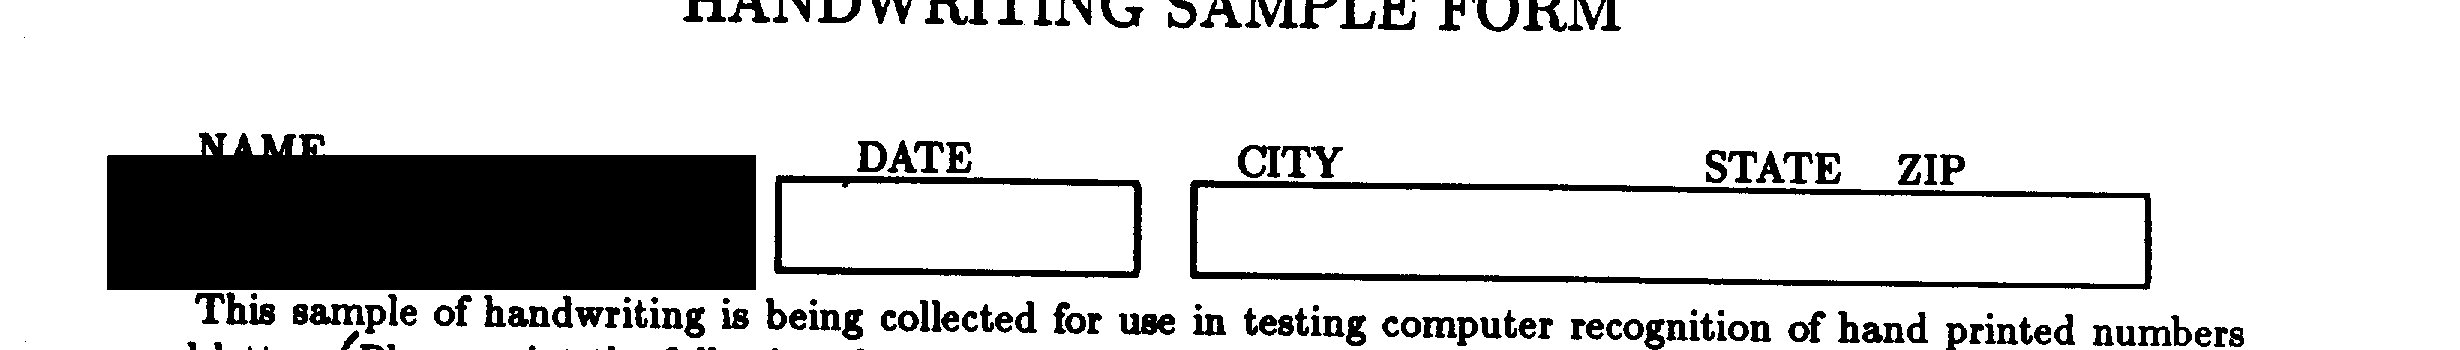 HANDWRITING SAMPLE FORM
NAME DATE CITY STATE ZIP
This sample of handwriting is being collected for use in testing computer recognition of hand printed numbers